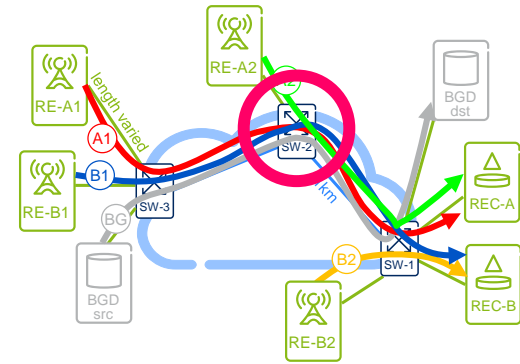 RE-A1
length varied
RE-A2
BGD
dst
A1
SW-2
B1
km
REC-A
RE-B1
SW-3
BG
SW-1
B2
BGD
src
RE-B2
REC-B